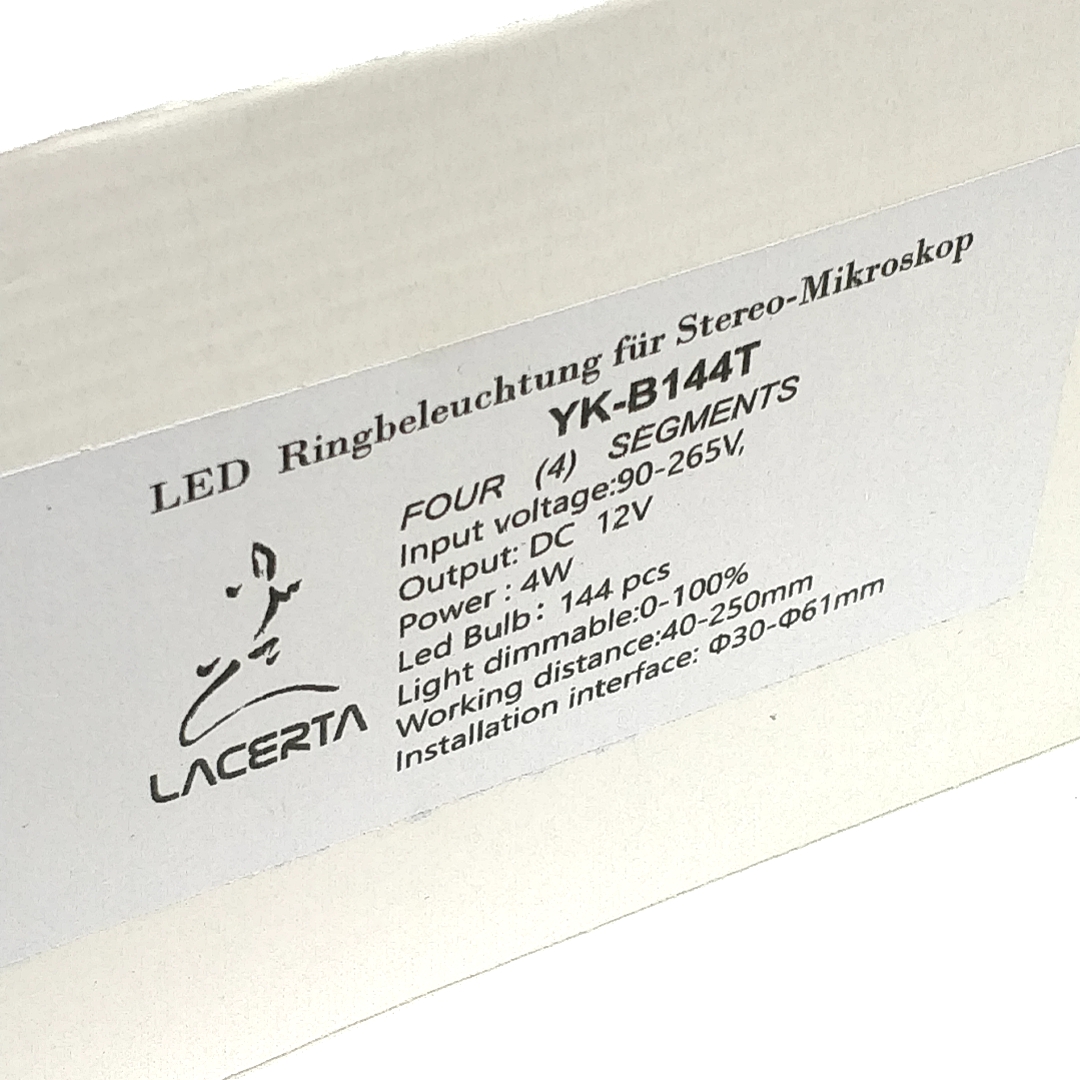 LED Ringbeleuchtung für Stereo-Mikroskop
YK-B144T
FOUR (4) SEGMENTS
Input voltage:90-265V,
Output: DC 12V
Power : 4W
Led Bulb: 144 pcs
Light dimmable:0-100%
Working distance:40-250mm
Installation interface: Φ30-Φ61mm
LACERTA